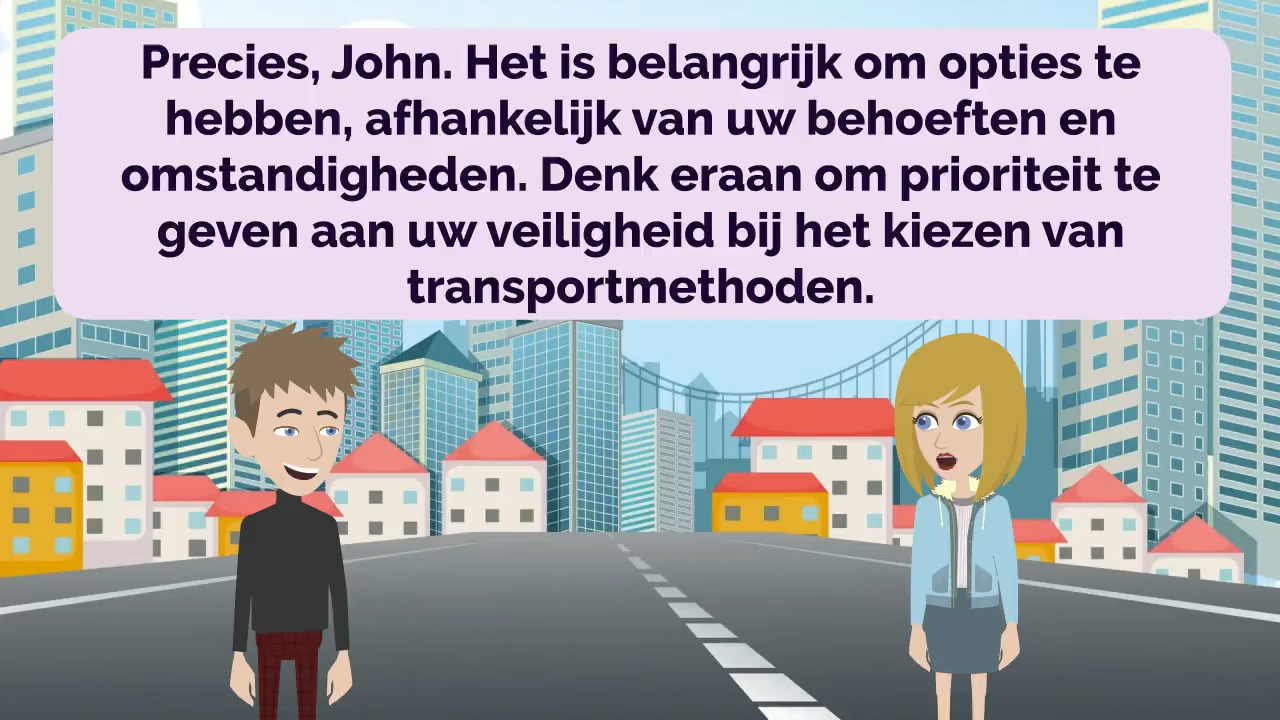 Precies, John. Het is belangrijk om opties te
hebben, afhankelijk van uw behoeften en
omstandigheden. Denk eraan om prioriteit te
geven aan uw veiligheid bij het kiezen van
transportmethoden.